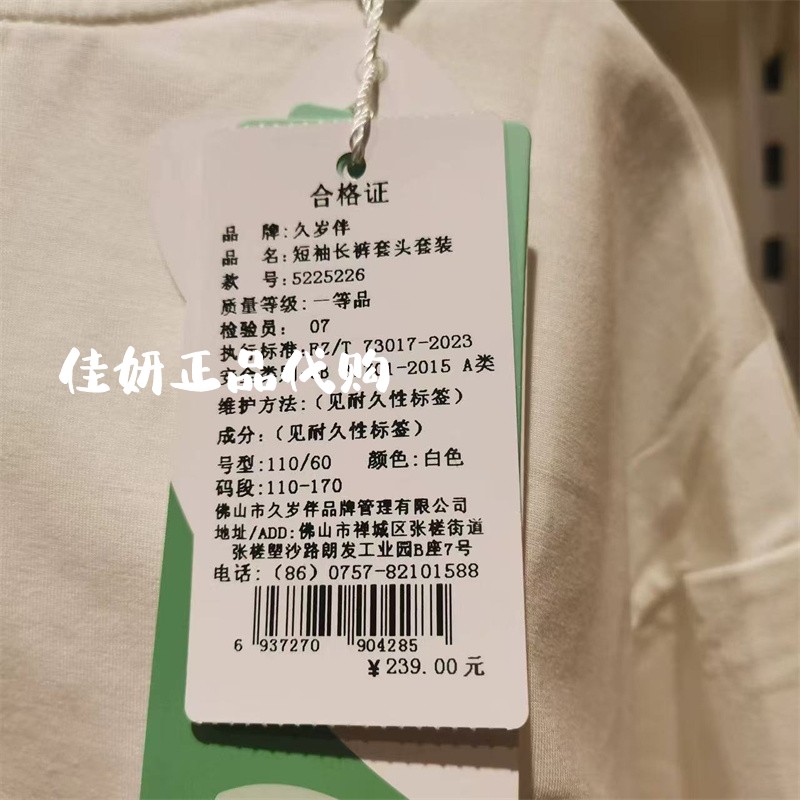 合格证
品 牌:久岁伴
品 名:短袖长裤套头套装
款 号:5225226
质量等级:一等品
检验员: 07
执行标准:FZ/T 73017-2023
佳妍正品代购
2015 A类
维护方法:(见耐久性标签)
成分:(见耐久性标签)
号型:110/60 颜色:白色
码段:110-170
佛山市久岁伴品牌管理有限公司
地址/ADD:佛山市禅城区张槎街道
张槎塱沙路朗发工业园B座7号
电话:(86)0757-82101588
6 937270 904285
¥239.00元